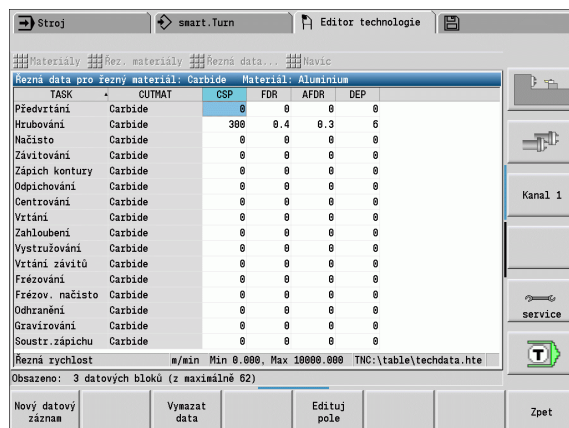 Stroj smart.Turn Editor technologie
Materiály Řez. materiály Řezná data... Navíc
Řezná data pro řezný materiál: Carbide Materiál: Aluminium
TASK CUTMAT CSP FDR AFDR DEP
Předvrtání Carbide 0 0 0 0
Hrubování Carbide 300 0.4 0.3 6
Načisto Carbide 0 0 0 0
Závitování Carbide 0 0 0 0
Zápich kontury Carbide 0 0 0 0
Odpichování Carbide 0 0 0 0
Centrování Carbide 0 0 0 0
Vrtání Carbide 0 0 0 0
Zahloubení Carbide 0 0 0 0
Vystružování Carbide 0 0 0 0
Vrtání závitů Carbide 0 0 0 0
Frézování Carbide 0 0 0 0
Frézov. načisto Carbide 0 0 0 0
Odhranění Carbide 0 0 0 0
Gravírování Carbide 0 0 0 0
Soustr.zápichu Carbide 0 0 0 0
Řezná rychlost m/min Min 0.000, Max 10000.000 TNC:\table\techdata.hte
Obsazeno: 3 datových bloků (z maximálně 62)
Kanal 1
service
T
Nový datový
záznam
Vymazat
data
Edituj
pole
Zpet